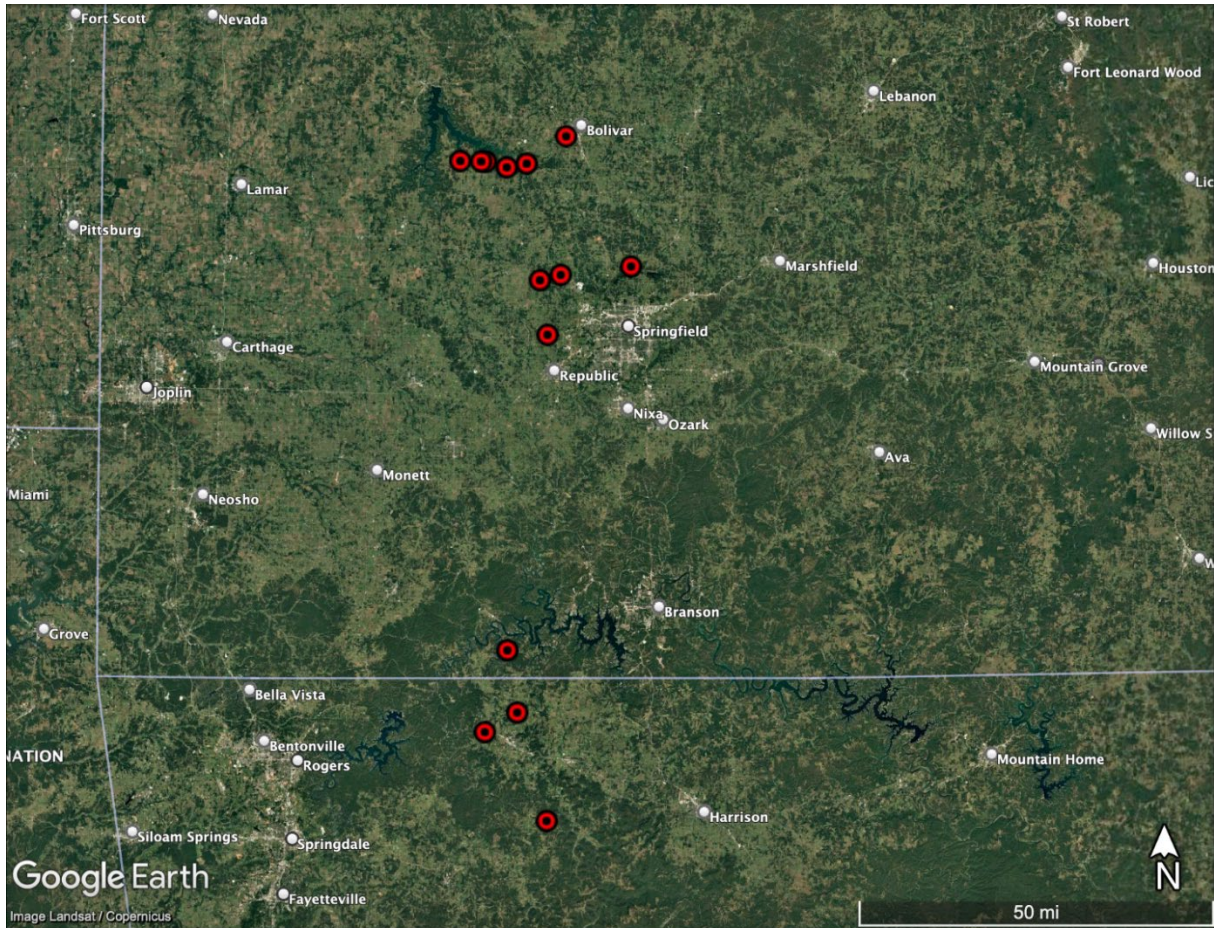 Fort Scott
Nevada
St Robert
Fort Leonard Wood
Lebanon
Bolivar
Lamar
Lic
Pittsburg
Marshfield
Houston
Springfield
Carthage
Republic
Mountain Grove
Joplin
Nixa
Ozark
Willow S
Ava
Monett
Miami
Neosho
W
Branson
Grove
Bella Vista
NATION
Bentonville
Rogers
Mountain Home
Harrison
Siloam Springs
Springdale
Google Earth
N
Fayetteville
Image Landsat / Copernicus
50 mi